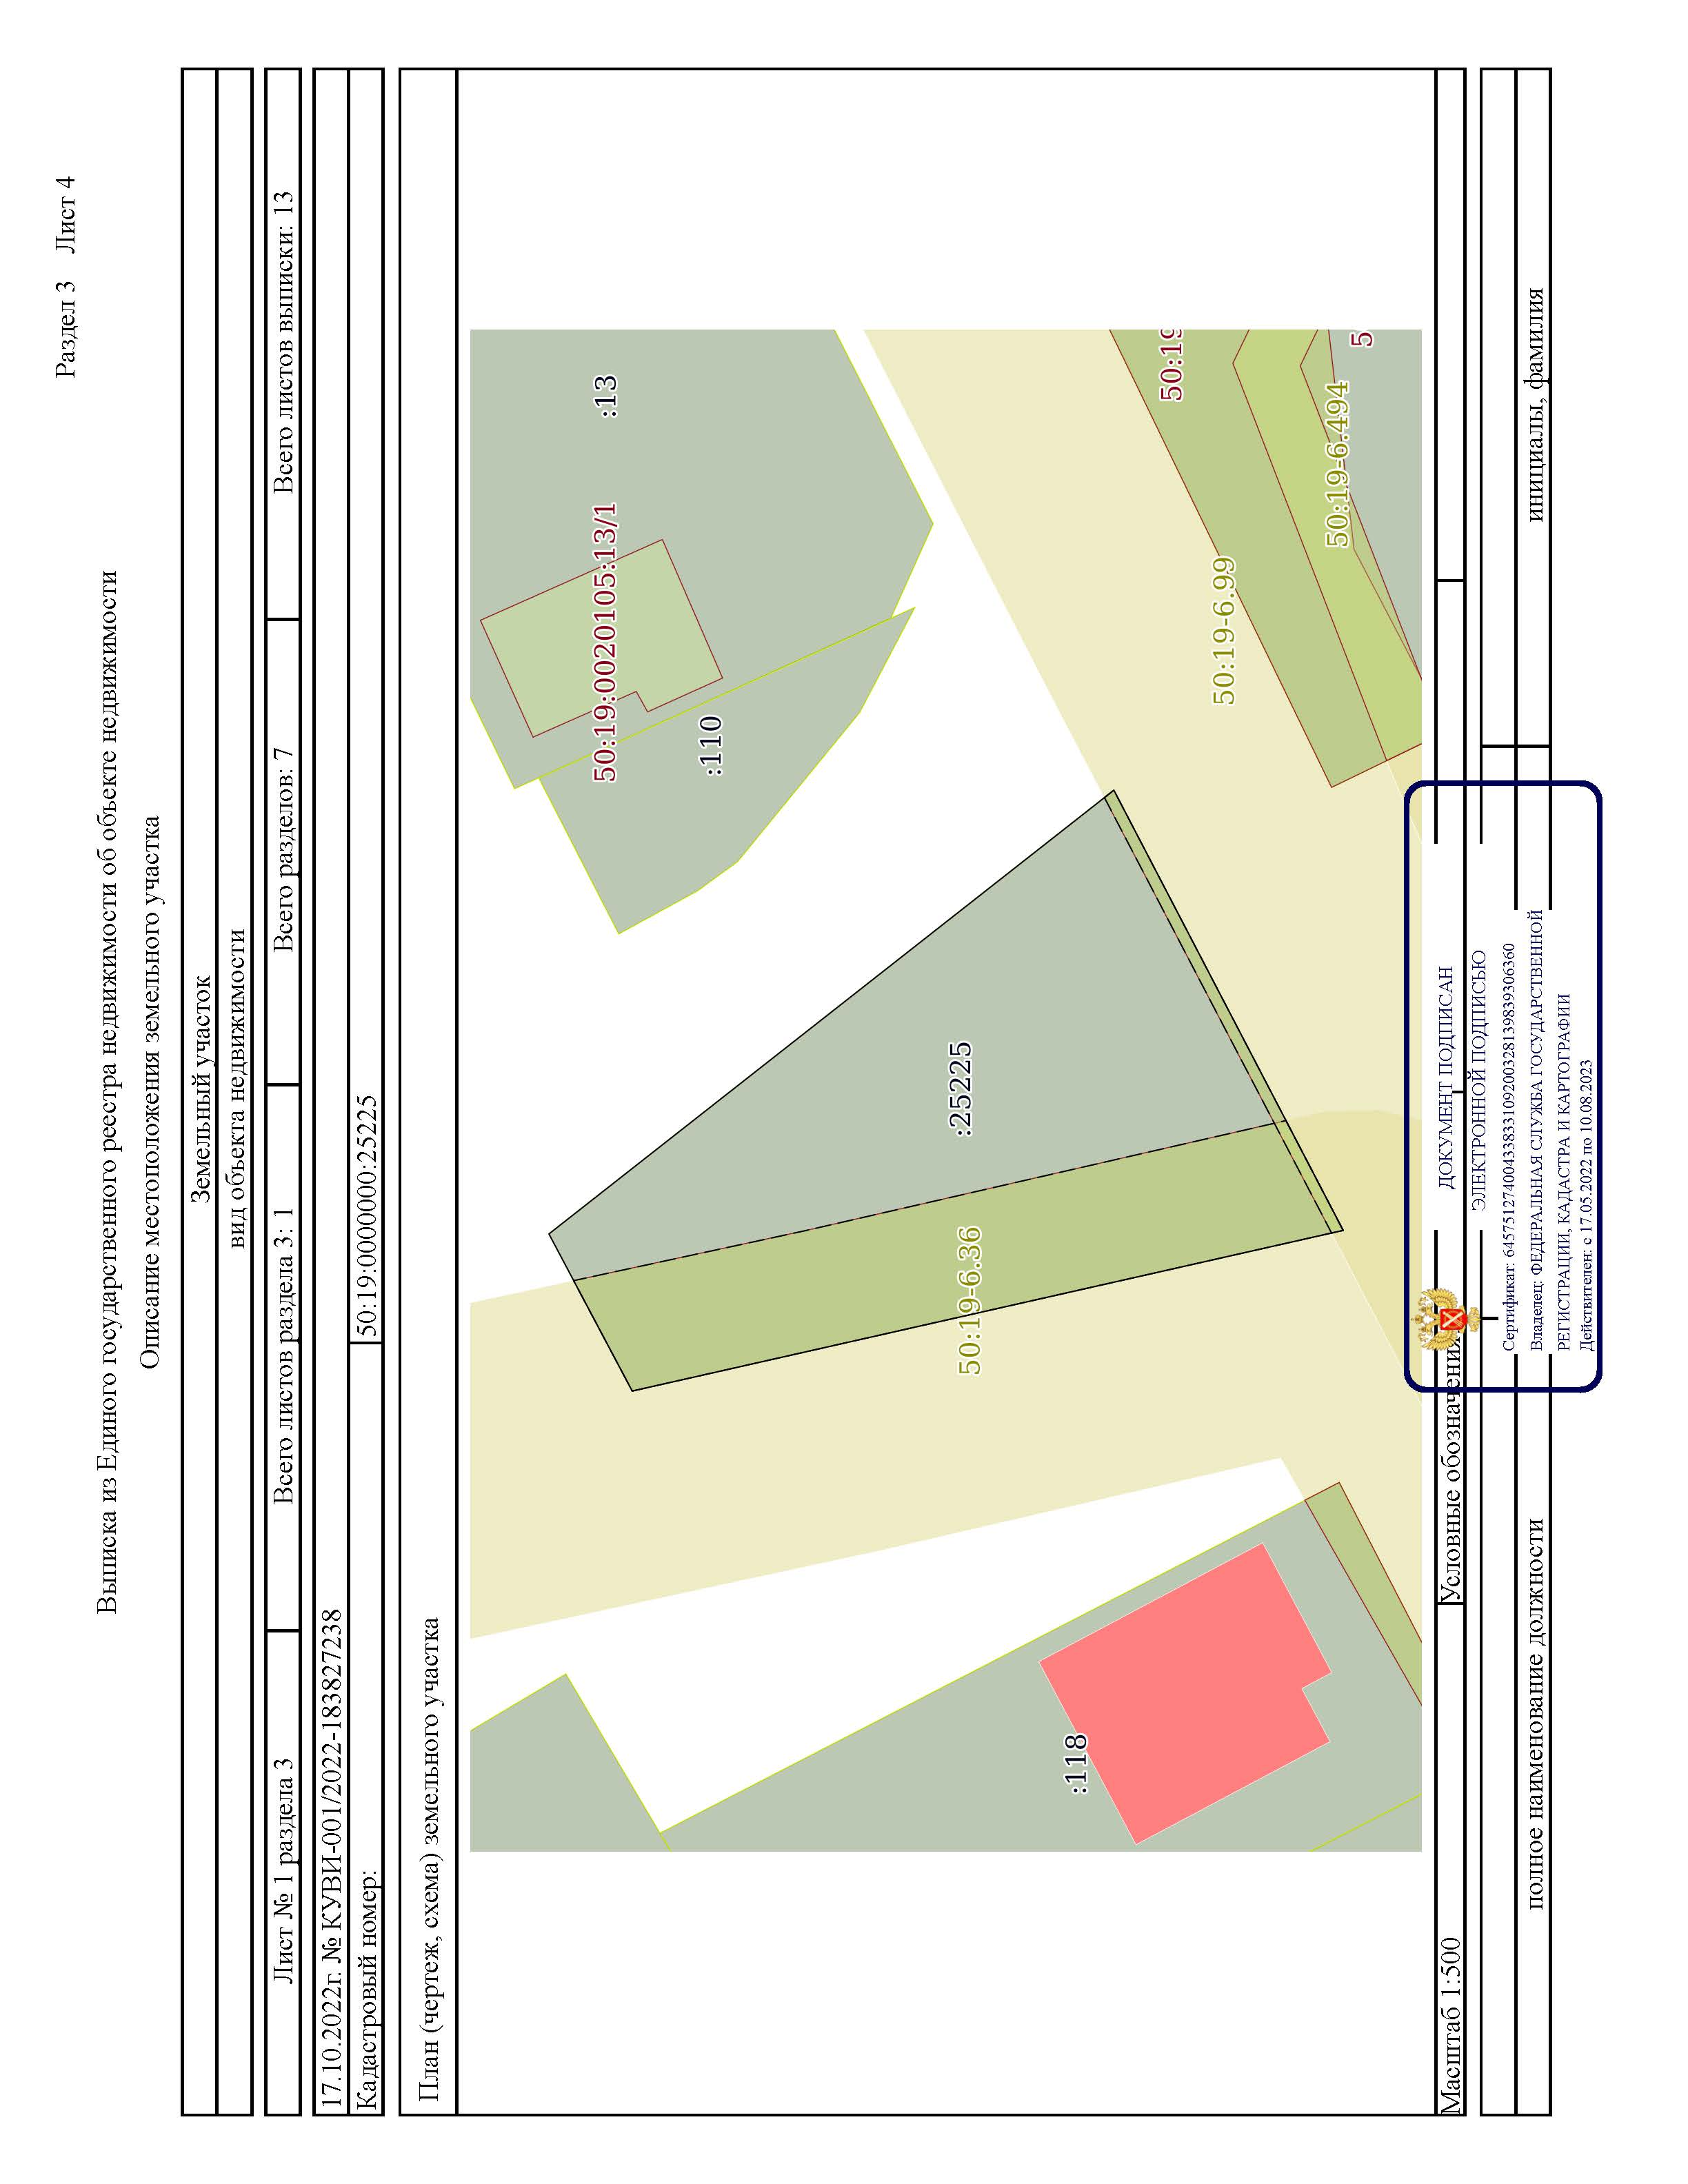 Раздел 3 Лист 4
Выписка из Единого государственного реестра недвижимости об объекте недвижимости
Описание местоположения земельного участка
Земельный участок
вид объекта недвижимости
Лист № 1 раздела 3 Всего листов раздела 3: 1 Всего разделов: 7 Всего листов выписки: 13
17.10.2022г. № КУВИ-001/2022-183827238
Кадастровый номер: 50:19:0000000:25225
План (чертеж, схема) земельного участка
50:19:0020105:13/1
:13
:110
:25225
50:19-6.36
:118
50:19
50:19-6.99
50:19-6.494
5
Масштаб 1:500 Условные обозначения
полное наименование должности инициалы, фамилия
ДОКУМЕНТ ПОДПИСАН
ЭЛЕКТРОННОЙ ПОДПИСЬЮ
Сертификат: 645751274004338331092003281398393​06360
Владелец: ФЕДЕРАЛЬНАЯ СЛУЖБА ГОСУДАРСТВЕННОЙ
РЕГИСТРАЦИИ, КАДАСТРА И КАРТОГРАФИИ
Действителен: с 17.05.2022 по 10.08.2023